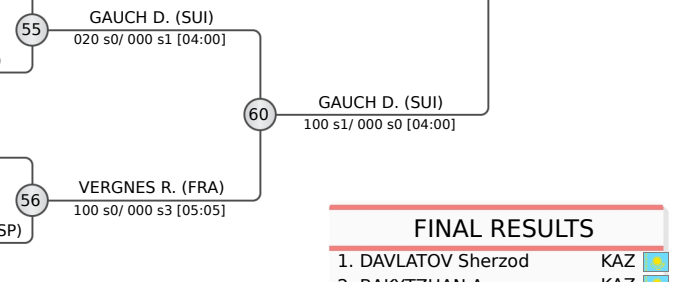 55
GAUCH D. (SUI)
020 s0/ 000 s1 [04:00]
60
GAUCH D. (SUI)
100 s1/ 000 s0 [04:00]
56
VERGNES R. (FRA)
100 s0/ 000 s3 [05:05]
SP)
FINAL RESULTS
1. DAVLATOV Sherzod KAZ